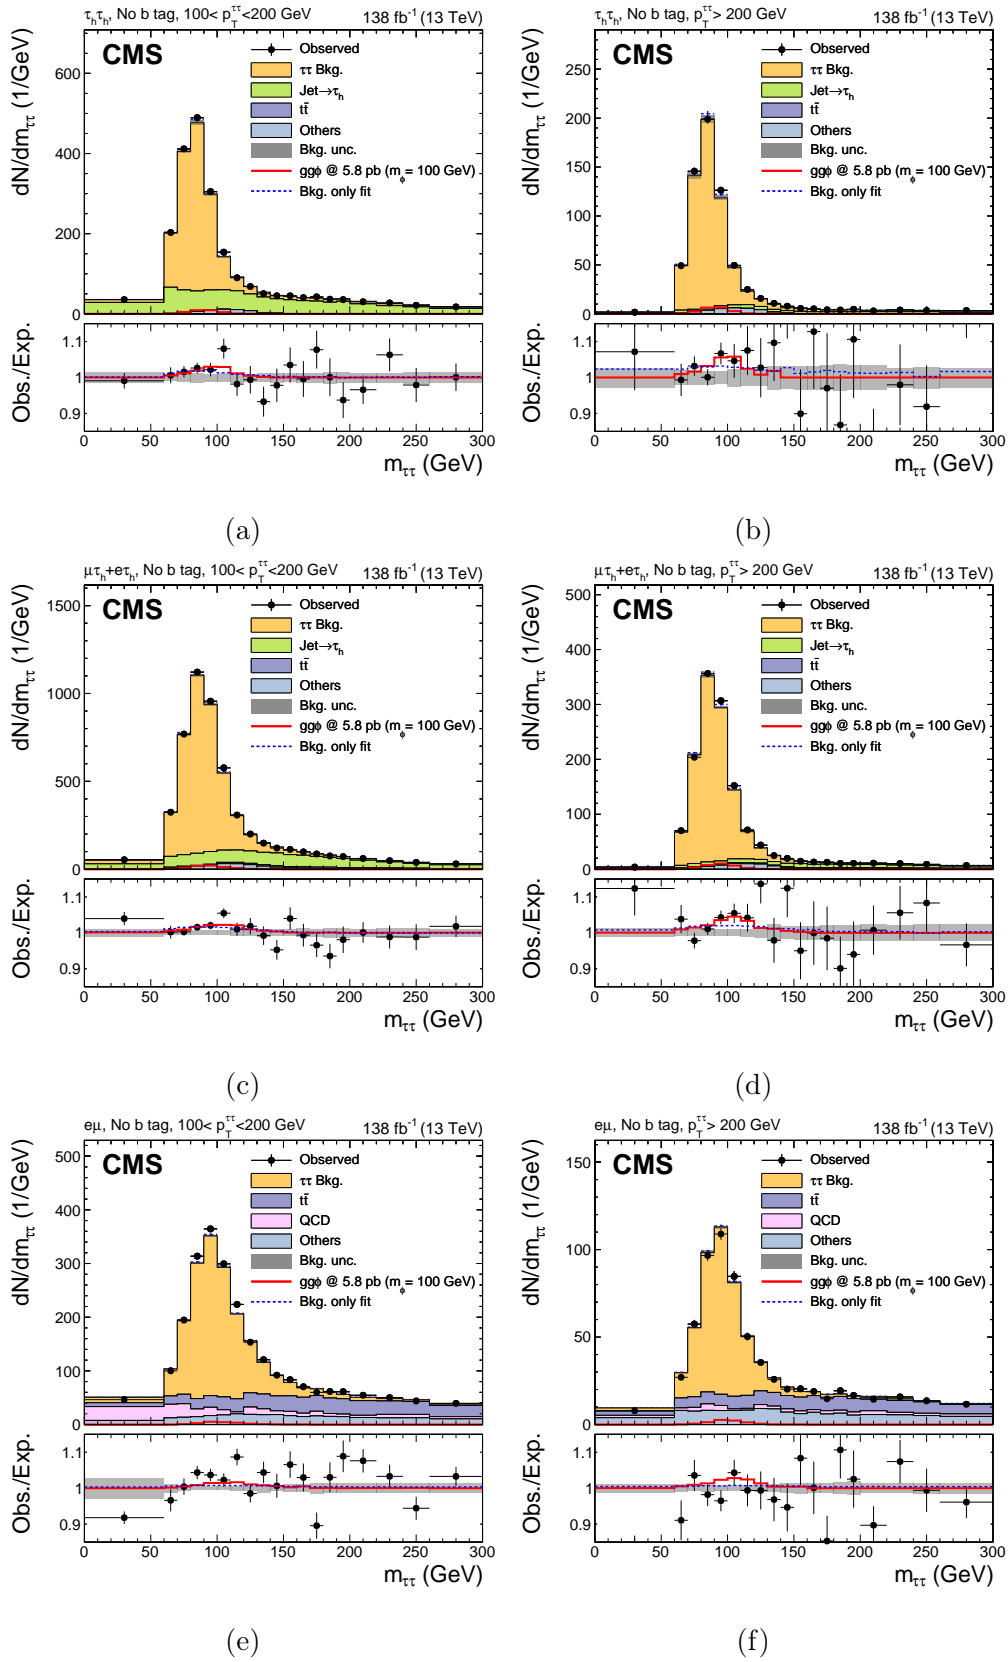 τhτh, No b tag, 100< pTττ<200 GeV 138 fb-1 (13 TeV)
CMS
Observed
ττ Bkg.
Jet→τh
tt̄
Others
Bkg. unc.
ggϕ @ 5.8 pb (mϕ= 100 GeV)
Bkg. only fit
dN/dmττ (1/GeV)
600
400
200
0
Obs./Exp.
1.1
1
0.9
0 50 100 150 200 250 300
mττ (GeV)
(a)
τhτh, No b tag, pTττ> 200 GeV 138 fb-1 (13 TeV)
CMS
Observed
ττ Bkg.
Jet→τh
tt̄
Others
Bkg. unc.
ggϕ @ 5.8 pb (mϕ= 100 GeV)
Bkg. only fit
dN/dmττ (1/GeV)
250
200
150
100
50
0
Obs./Exp.
1.1
1
0.9
0 50 100 150 200 250 300
mττ (GeV)
(b)
μτh+eτh, No b tag, 100< pTττ<200 GeV 138 fb-1 (13 TeV)
CMS
Observed
ττ Bkg.
Jet→τh
tt̄
Others
Bkg. unc.
ggϕ @ 5.8 pb (mϕ= 100 GeV)
Bkg. only fit
dN/dmττ (1/GeV)
1500
1000
500
0
Obs./Exp.
1.1
1
0.9
0 50 100 150 200 250 300
mττ (GeV)
(c)
μτh+eτh, No b tag, pTττ> 200 GeV 138 fb-1 (13 TeV)
CMS
Observed
ττ Bkg.
Jet→τh
tt̄
Others
Bkg. unc.
ggϕ @ 5.8 pb (mϕ= 100 GeV)
Bkg. only fit
dN/dmττ (1/GeV)
500
400
300
200
100
0
Obs./Exp.
1.1
1
0.9
0 50 100 150 200 250 300
mττ (GeV)
(d)
eμ, No b tag, 100< pTττ<200 GeV 138 fb-1 (13 TeV)
CMS
Observed
ττ Bkg.
tt̄
QCD
Others
Bkg. unc.
ggϕ @ 5.8 pb (mϕ= 100 GeV)
Bkg. only fit
dN/dmττ (1/GeV)
500
400
300
200
100
0
Obs./Exp.
1.1
1
0.9
0 50 100 150 200 250 300
mττ (GeV)
(e)
eμ, No b tag, pTττ> 200 GeV 138 fb-1 (13 TeV)
CMS
Observed
ττ Bkg.
tt̄
QCD
Others
Bkg. unc.
ggϕ @ 5.8 pb (mϕ= 100 GeV)
Bkg. only fit
dN/dmττ (1/GeV)
150
100
50
0
Obs./Exp.
1.1
1
0.9
0 50 100 150 200 250 300
mττ (GeV)
(f)